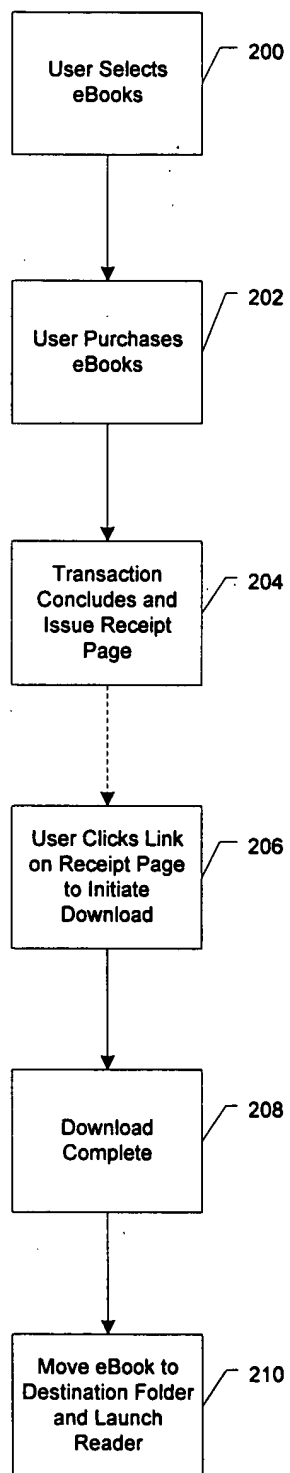 User Selects
eBooks
200
User Purchases
eBooks
202
Transaction
Concludes and
Issue Receipt
Page
204
User Clicks Link
on Receipt Page
to Initiate
Download
206
Download
Complete
208
Move eBook to
Destination Folder
and Launch
Reader
210